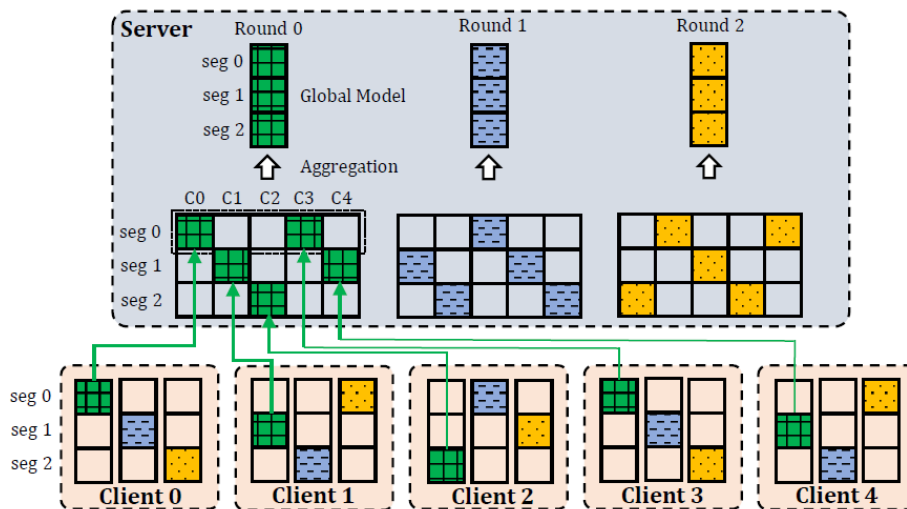 Server
Round 0 Round 1 Round 2
seg 0
seg 1 Global Model
seg 2
Aggregation
C0 C1 C2 C3 C4
seg 0
seg 1
seg 2
seg 0
seg 1
seg 2
Client 0 Client 1 Client 2 Client 3 Client 4